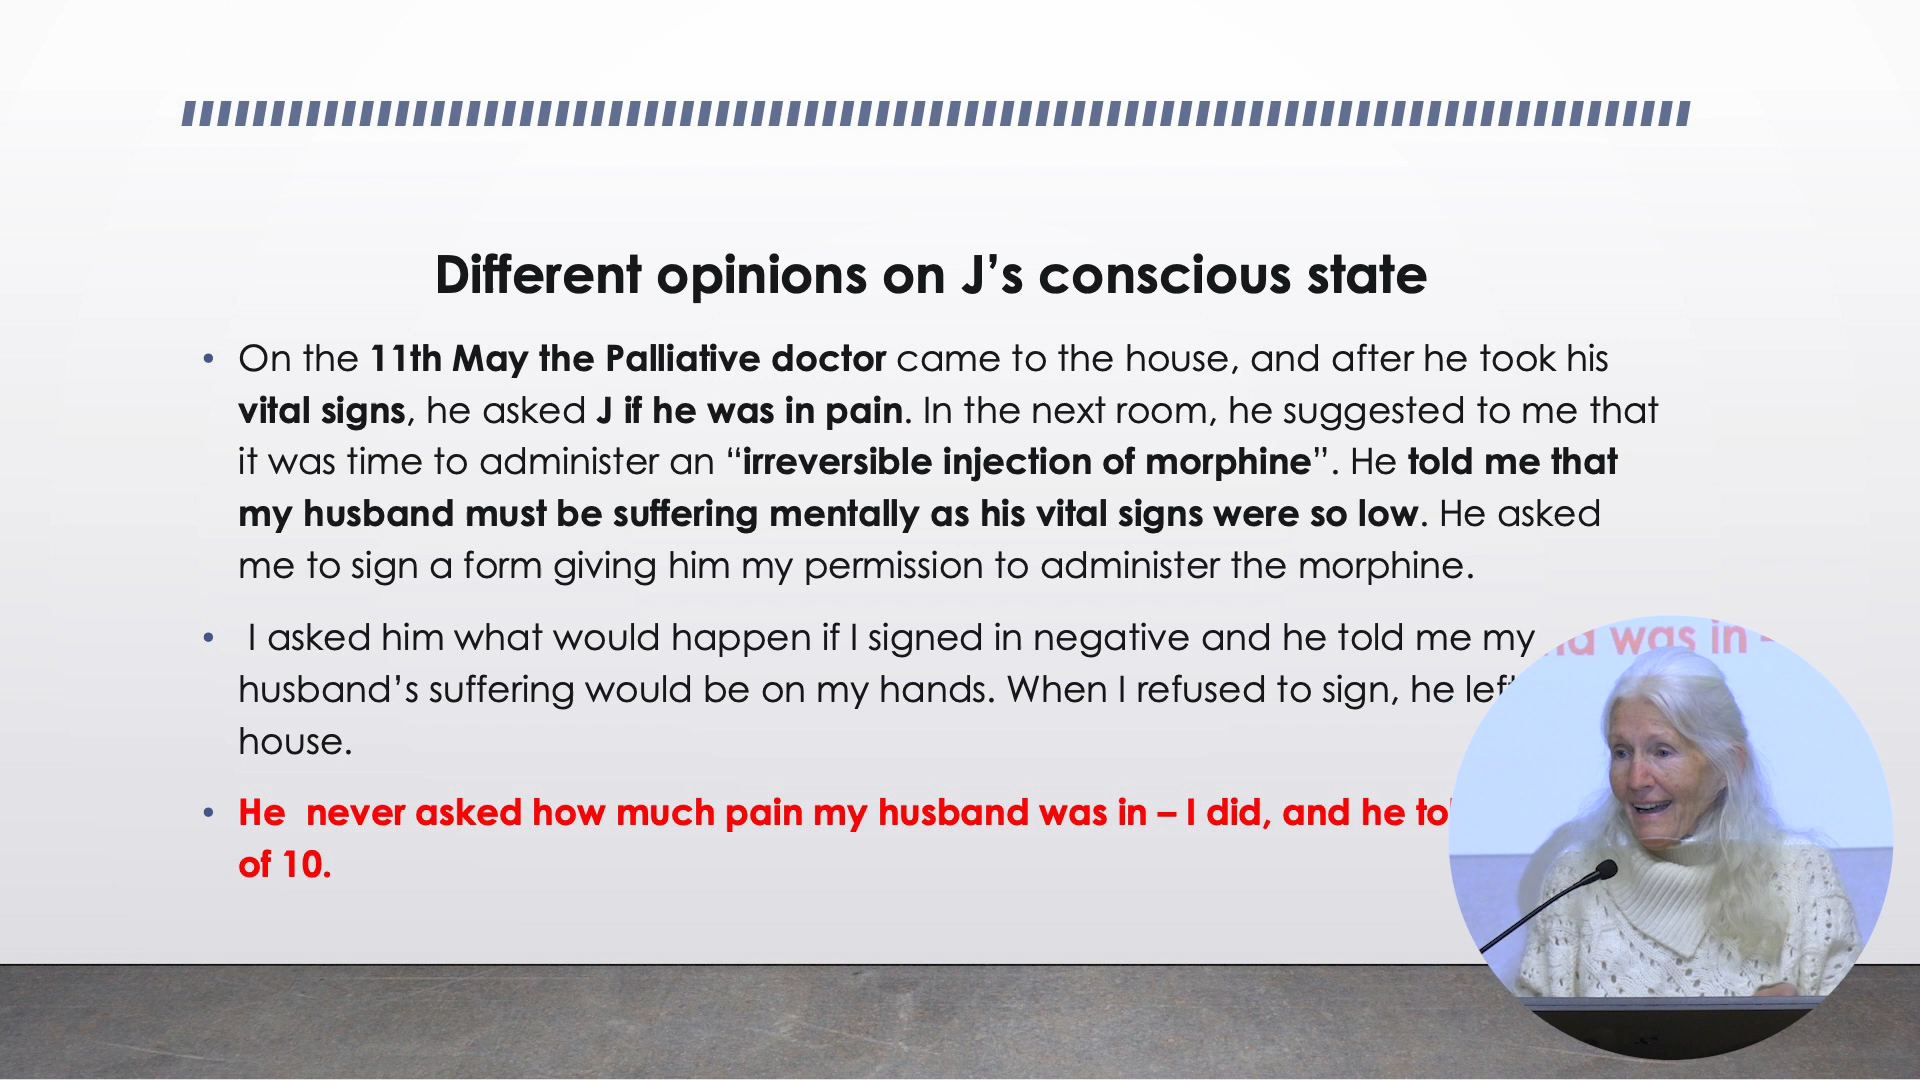 Different opinions on J’s conscious state
• On the 11th May the Palliative doctor came to the house, and after he took his
vital signs, he asked J if he was in pain. In the next room, he suggested to me that
it was time to administer an “irreversible injection of morphine”. He told me that
my husband must be suffering mentally as his vital signs were so low. He asked
me to sign a form giving him my permission to administer the morphine.
• I asked him what would happen if I signed in negative and he told me my
husband’s suffering would be on my hands. When I refused to sign, he left
house.
• He  never asked how much pain my husband was in – I did, and he
of 10.
was in -